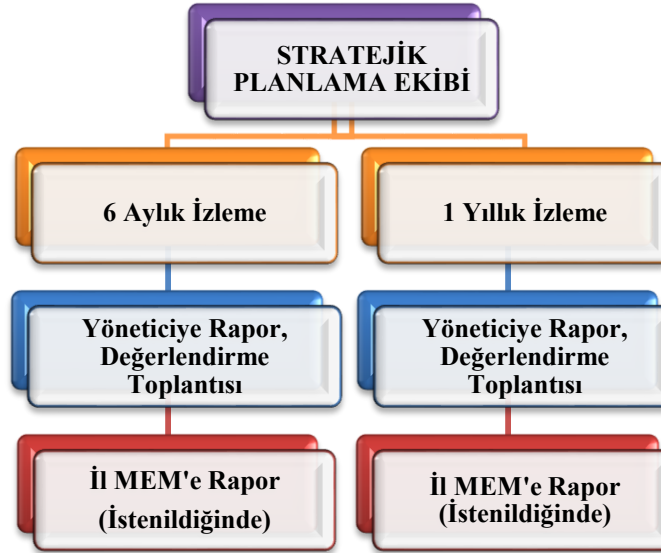 STRATEJİK
PLANLAMA EKİBİ
6 Aylık İzleme
1 Yıllık İzleme
Yöneticiye Rapor,
Değerlendirme
Toplantısı
Yöneticiye Rapor,
Değerlendirme
Toplantısı
İl MEM'e Rapor
(İstenildiğinde)
İl MEM'e Rapor
(İstenildiğinde)